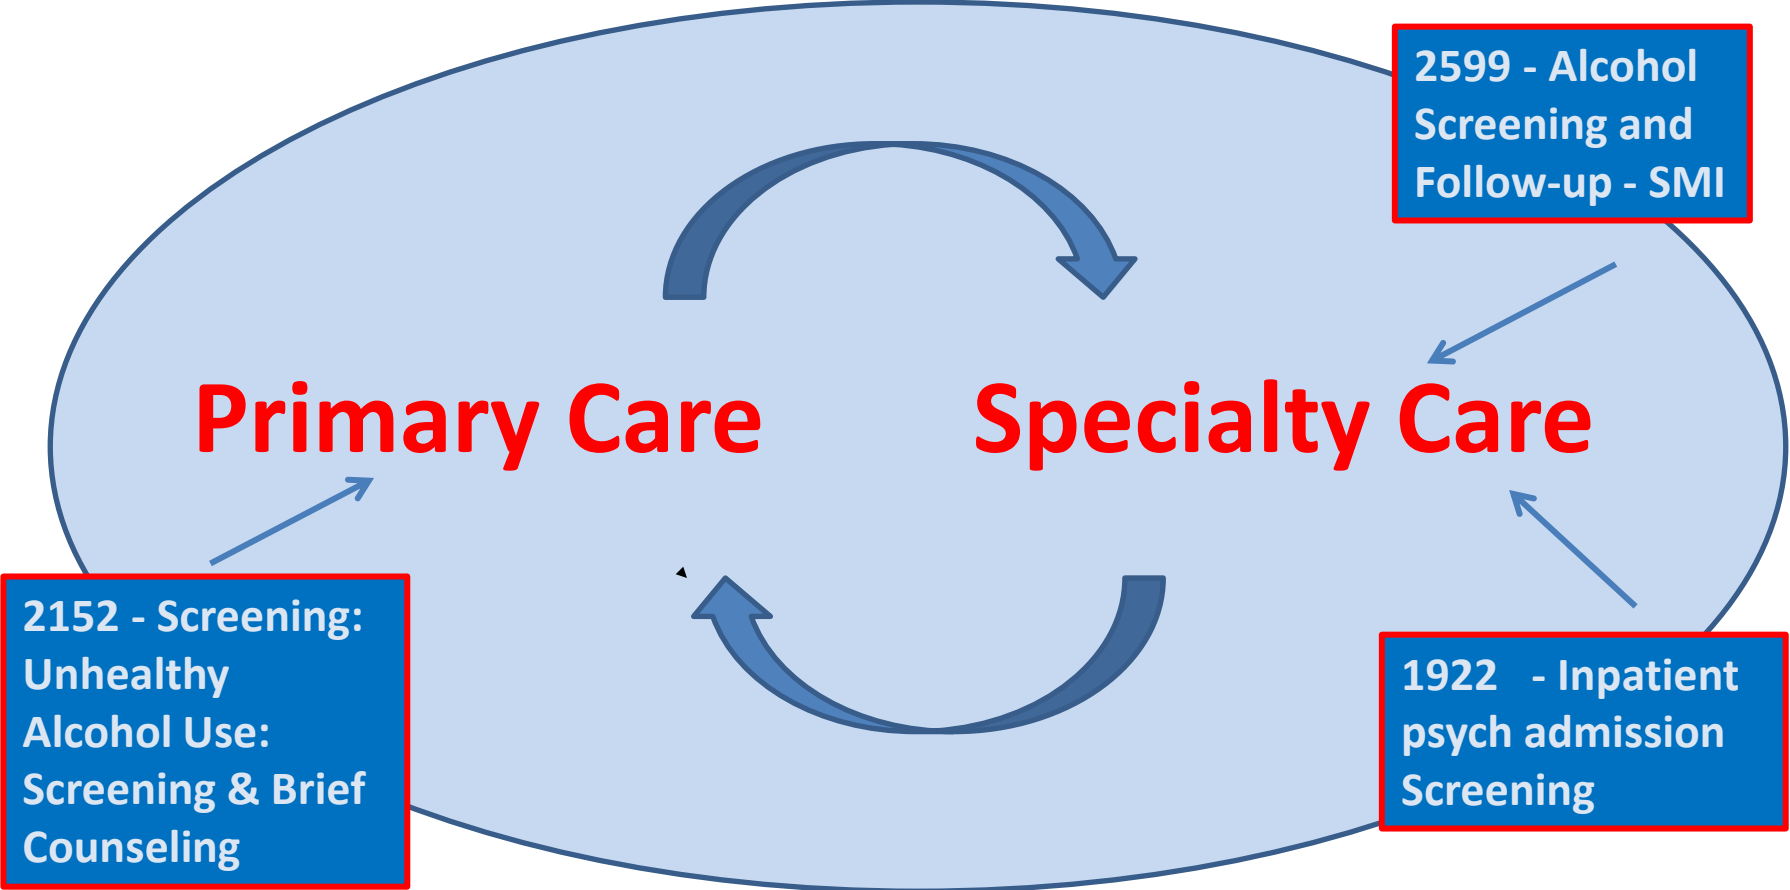 2599 - Alcohol
Screening and
Follow-up - SMI
Primary Care
Specialty Care
2152 - Screening:
Unhealthy
Alcohol Use:
Screening & Brief
Counseling
1922 - Inpatient
psych admission
Screening